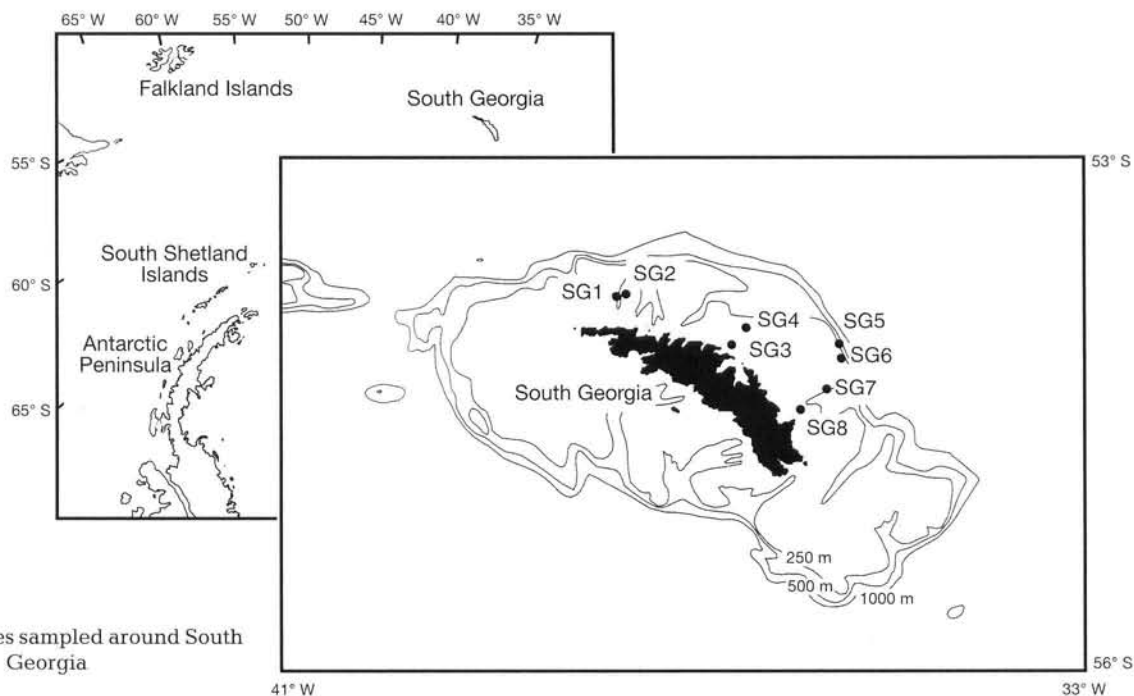 65° W 60° W 55° W 50° W 45° W 40° W 35° W
Falkland Islands
South Georgia
55° S
53° S
South Shetland
Islands
60° S
SG2
SG1
SG4
SG5
SG3
SG6
Antarctic
Peninsula
South Georgia
SG7
65° S
SG8
250 m
500 m
1000 m
es sampled around South
Georgia
56° S
41° W
33° W